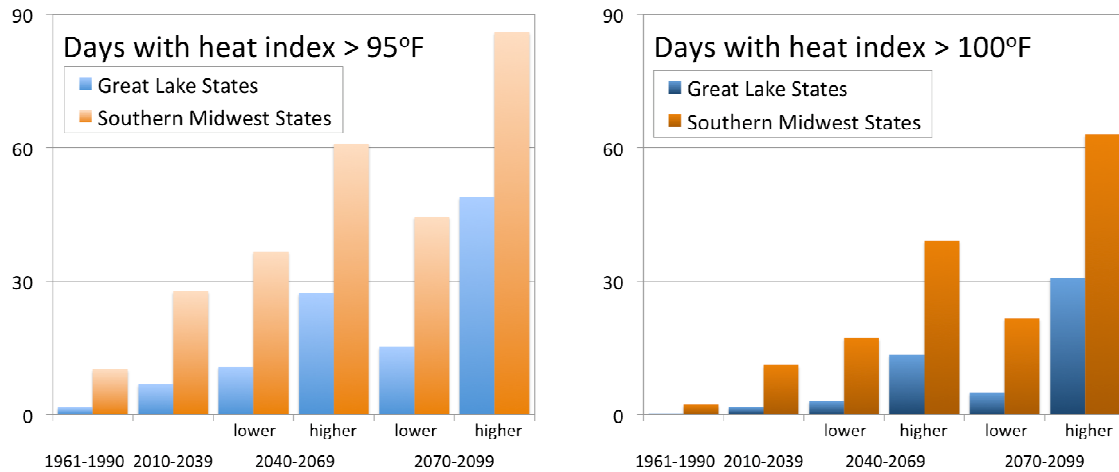 90
Days with heat index > 95°F
Great Lake States
Southern Midwest States
60
30
0
lower higher lower higher
1961-1990 2010-2039 2040-2069 2070-2099
90
Days with heat index > 100°F
Great Lake States
Southern Midwest States
60
30
0
lower higher lower higher
1961-1990 2010-2039 2040-2069 2070-2099